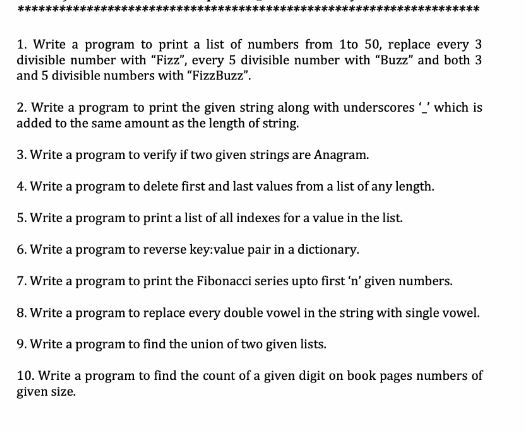 ************************************************************************
1. Write a program to print a list of numbers from 1to 50, replace every 3
divisible number with “Fizz”, every 5 divisible number with “Buzz” and both 3
and 5 divisible numbers with “FizzBuzz”.
2. Write a program to print the given string along with underscores ‘_’ which is
added to the same amount as the length of string.
3. Write a program to verify if two given strings are Anagram.
4. Write a program to delete first and last values from a list of any length.
5. Write a program to print a list of all indexes for a value in the list.
6. Write a program to reverse key:value pair in a dictionary.
7. Write a program to print the Fibonacci series upto first ‘n’ given numbers.
8. Write a program to replace every double vowel in the string with single vowel.
9. Write a program to find the union of two given lists.
10. Write a program to find the count of a given digit on book pages numbers of
given size.